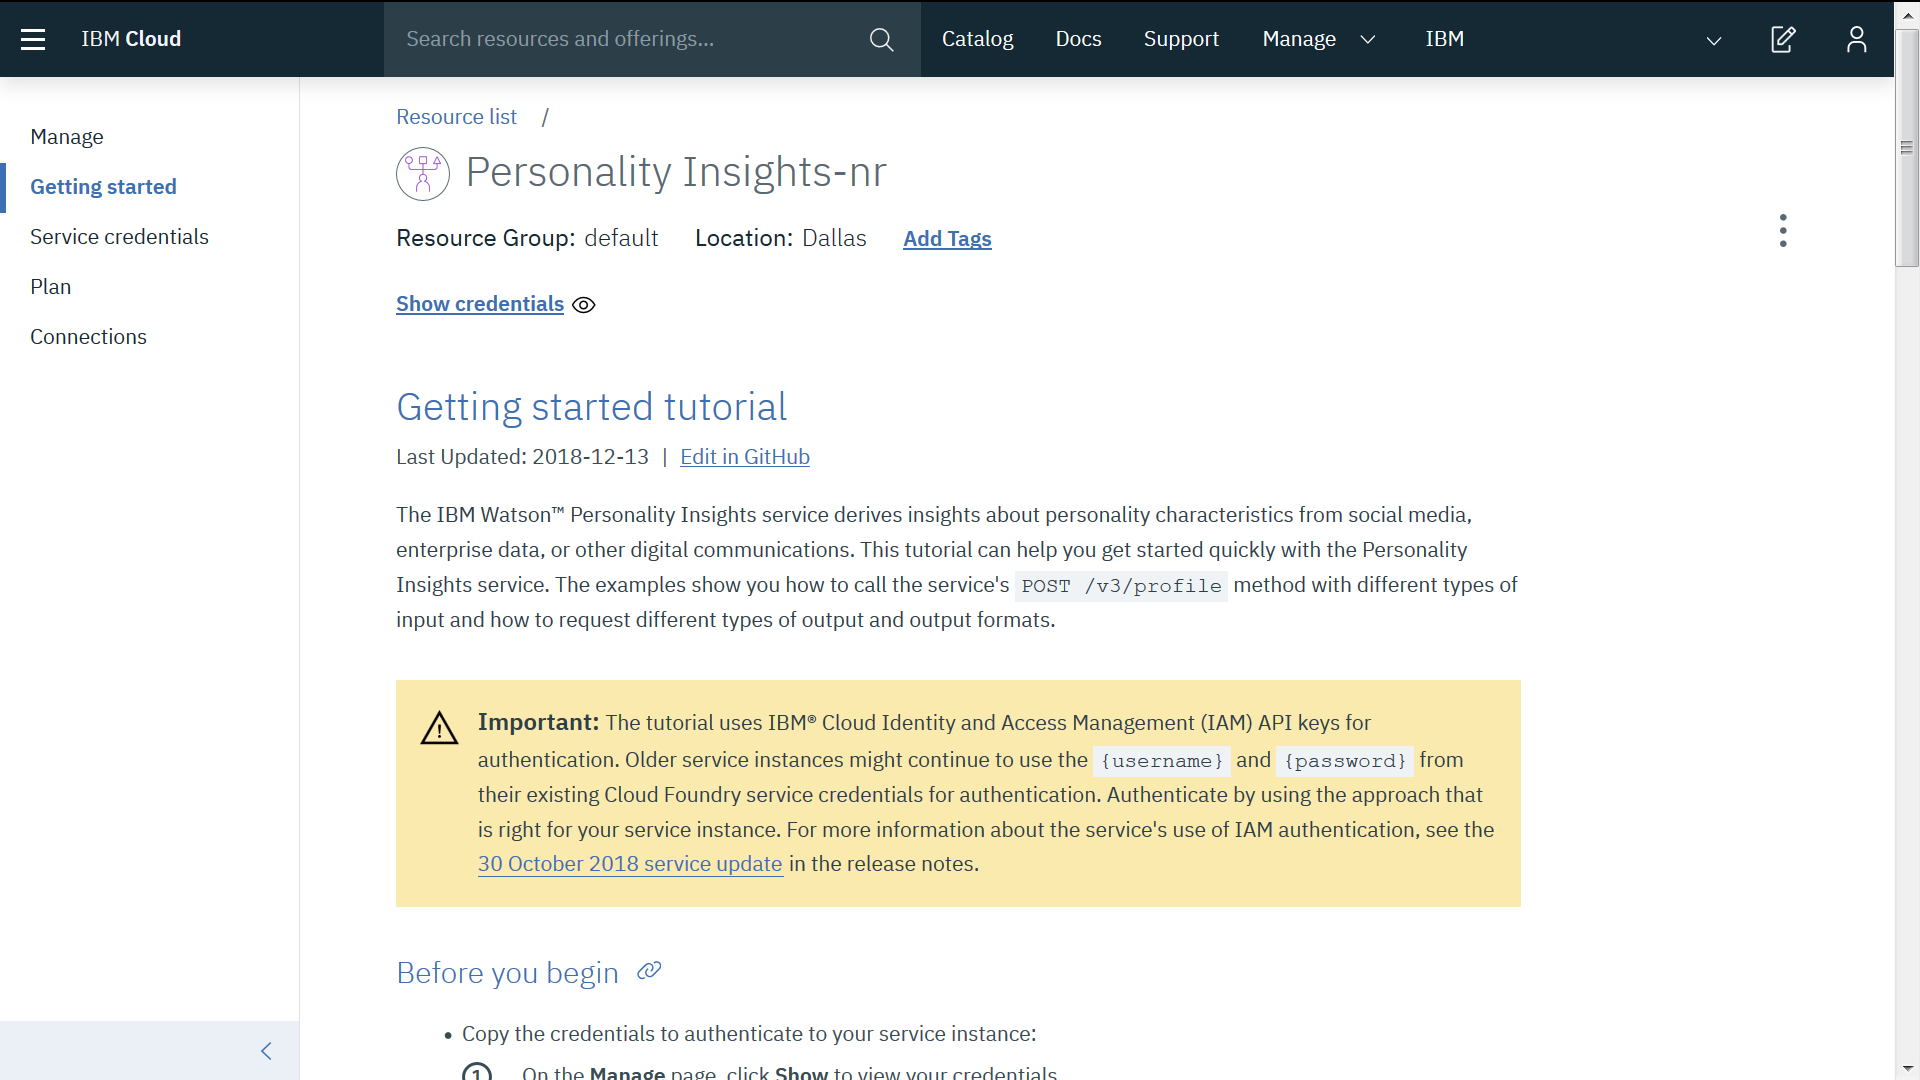 IBM Cloud
Search resources and offerings...
Catalog
Docs
Support
Manage
IBM
Manage
Getting started
Service credentials
Plan
Connections
Resource list /
Personality Insights-nr
Resource Group: default Location: Dallas Add Tags
Show credentials
Getting started tutorial
Last Updated: 2018-12-13 | Edit in GitHub
The IBM Watson™ Personality Insights service derives insights about personality characteristics from social media,
enterprise data, or other digital communications. This tutorial can help you get started quickly with the Personality
Insights service. The examples show you how to call the service's POST /v3/profile method with different types of
input and how to request different types of output and output formats.
Important: The tutorial uses IBM® Cloud Identity and Access Management (IAM) API keys for
authentication. Older service instances might continue to use the {username} and {password} from
their existing Cloud Foundry service credentials for authentication. Authenticate by using the approach that
is right for your service instance. For more information about the service's use of IAM authentication, see the
30 October 2018 service update in the release notes.
Before you begin
• Copy the credentials to authenticate to your service instance:
1 On the Manage page, click Show to view your credentials.